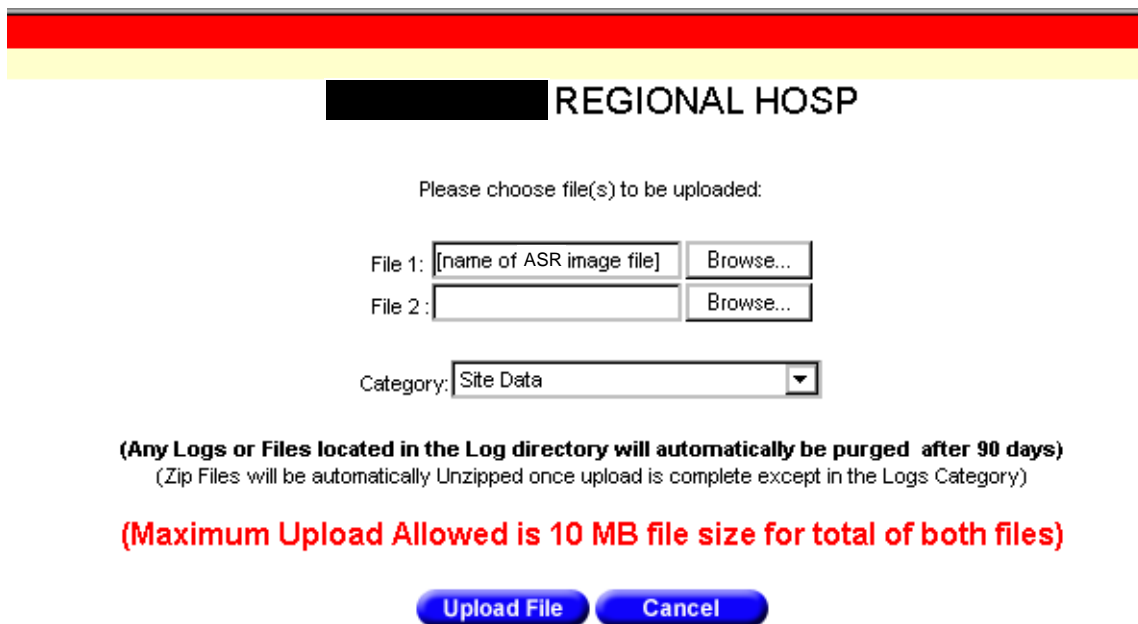 REGIONAL HOSP
Please choose file(s) to be uploaded:
File 1: [name of ASR image file] Browse...
File 2 : Browse...
Category: Site Data
(Any Logs or Files located in the Log directory will automatically be purged after 90 days)
(Zip Files will be automatically Unzipped once upload is complete except in the Logs Category)
(Maximum Upload Allowed is 10 MB file size for total of both files)
Upload File Cancel